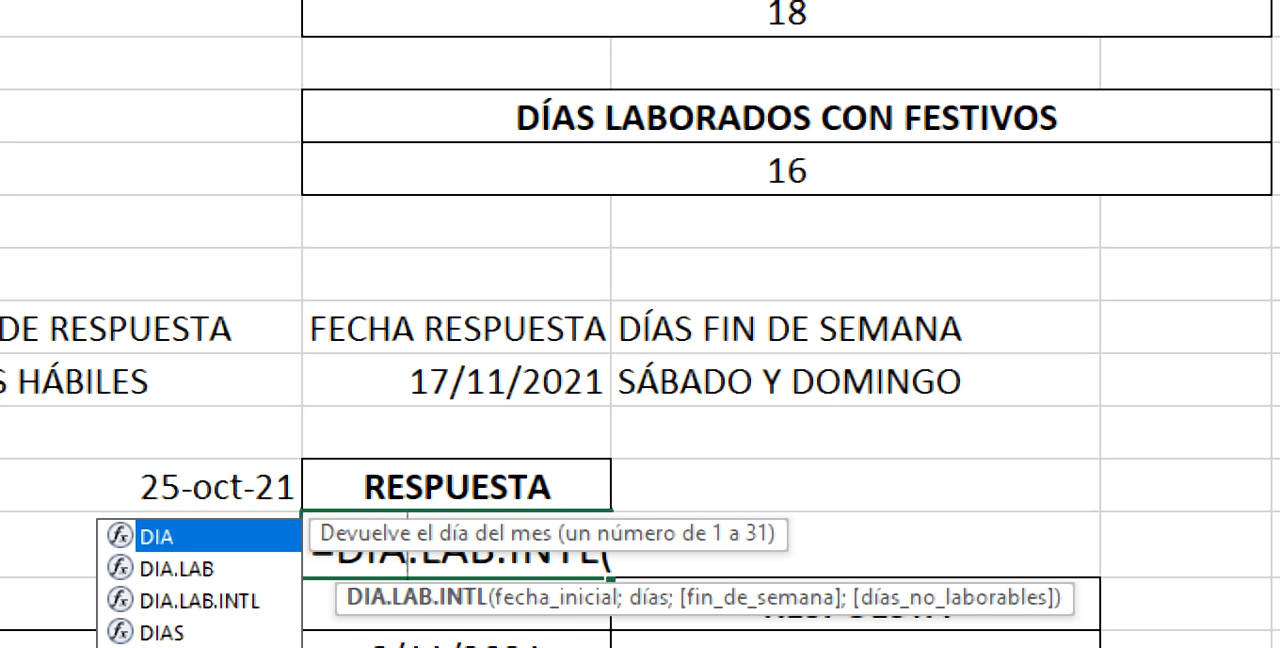 18
DÍAS LABORADOS CON FESTIVOS
16
DE RESPUESTA FECHA RESPUESTA DÍAS FIN DE SEMANA
S HÁBILES 17/11/2021 SÁBADO Y DOMINGO
25-oct-21 RESPUESTA
DIA Devuelve el día del mes (un número de 1 a 31)
=DIA.LAB.INTL(
DIA.LAB
DIA.LAB.INTL DIA.LAB.INTL(fecha_inicial; días; [fin_de_semana]; [días_no_laborables])
DIAS